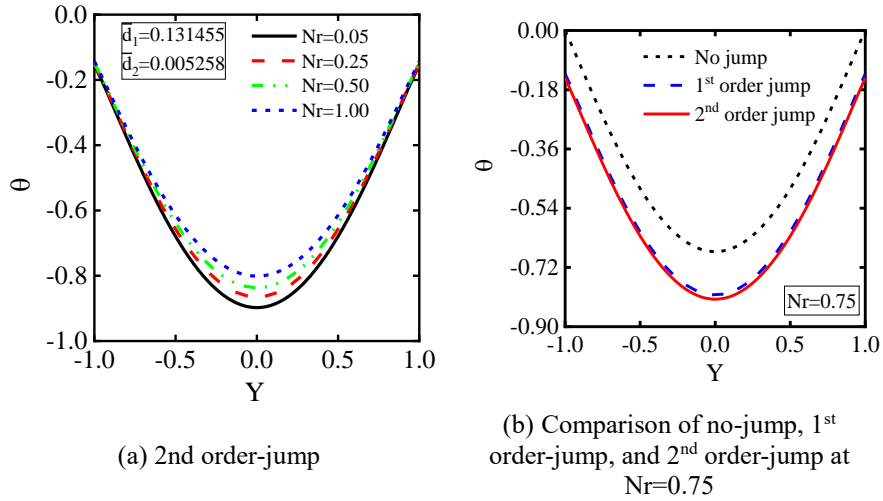 0.0
-0.2
-0.4
-0.6
-0.8
-1.0
θ
d̅₁=0.131455
d̅₂=0.005258
Nr=0.05
Nr=0.25
Nr=0.50
Nr=1.00
-1.0 -0.5 0.0 0.5 1.0
Y
(a) 2nd order-jump
0.00
-0.18
-0.36
-0.54
-0.72
-0.90
θ
No jump
1ˢᵗ order jump
2ⁿᵈ order jump
Nr=0.75
-1.0 -0.5 0.0 0.5 1.0
Y
(b) Comparison of no-jump, 1ˢᵗ
order-jump, and 2ⁿᵈ order-jump at
Nr=0.75